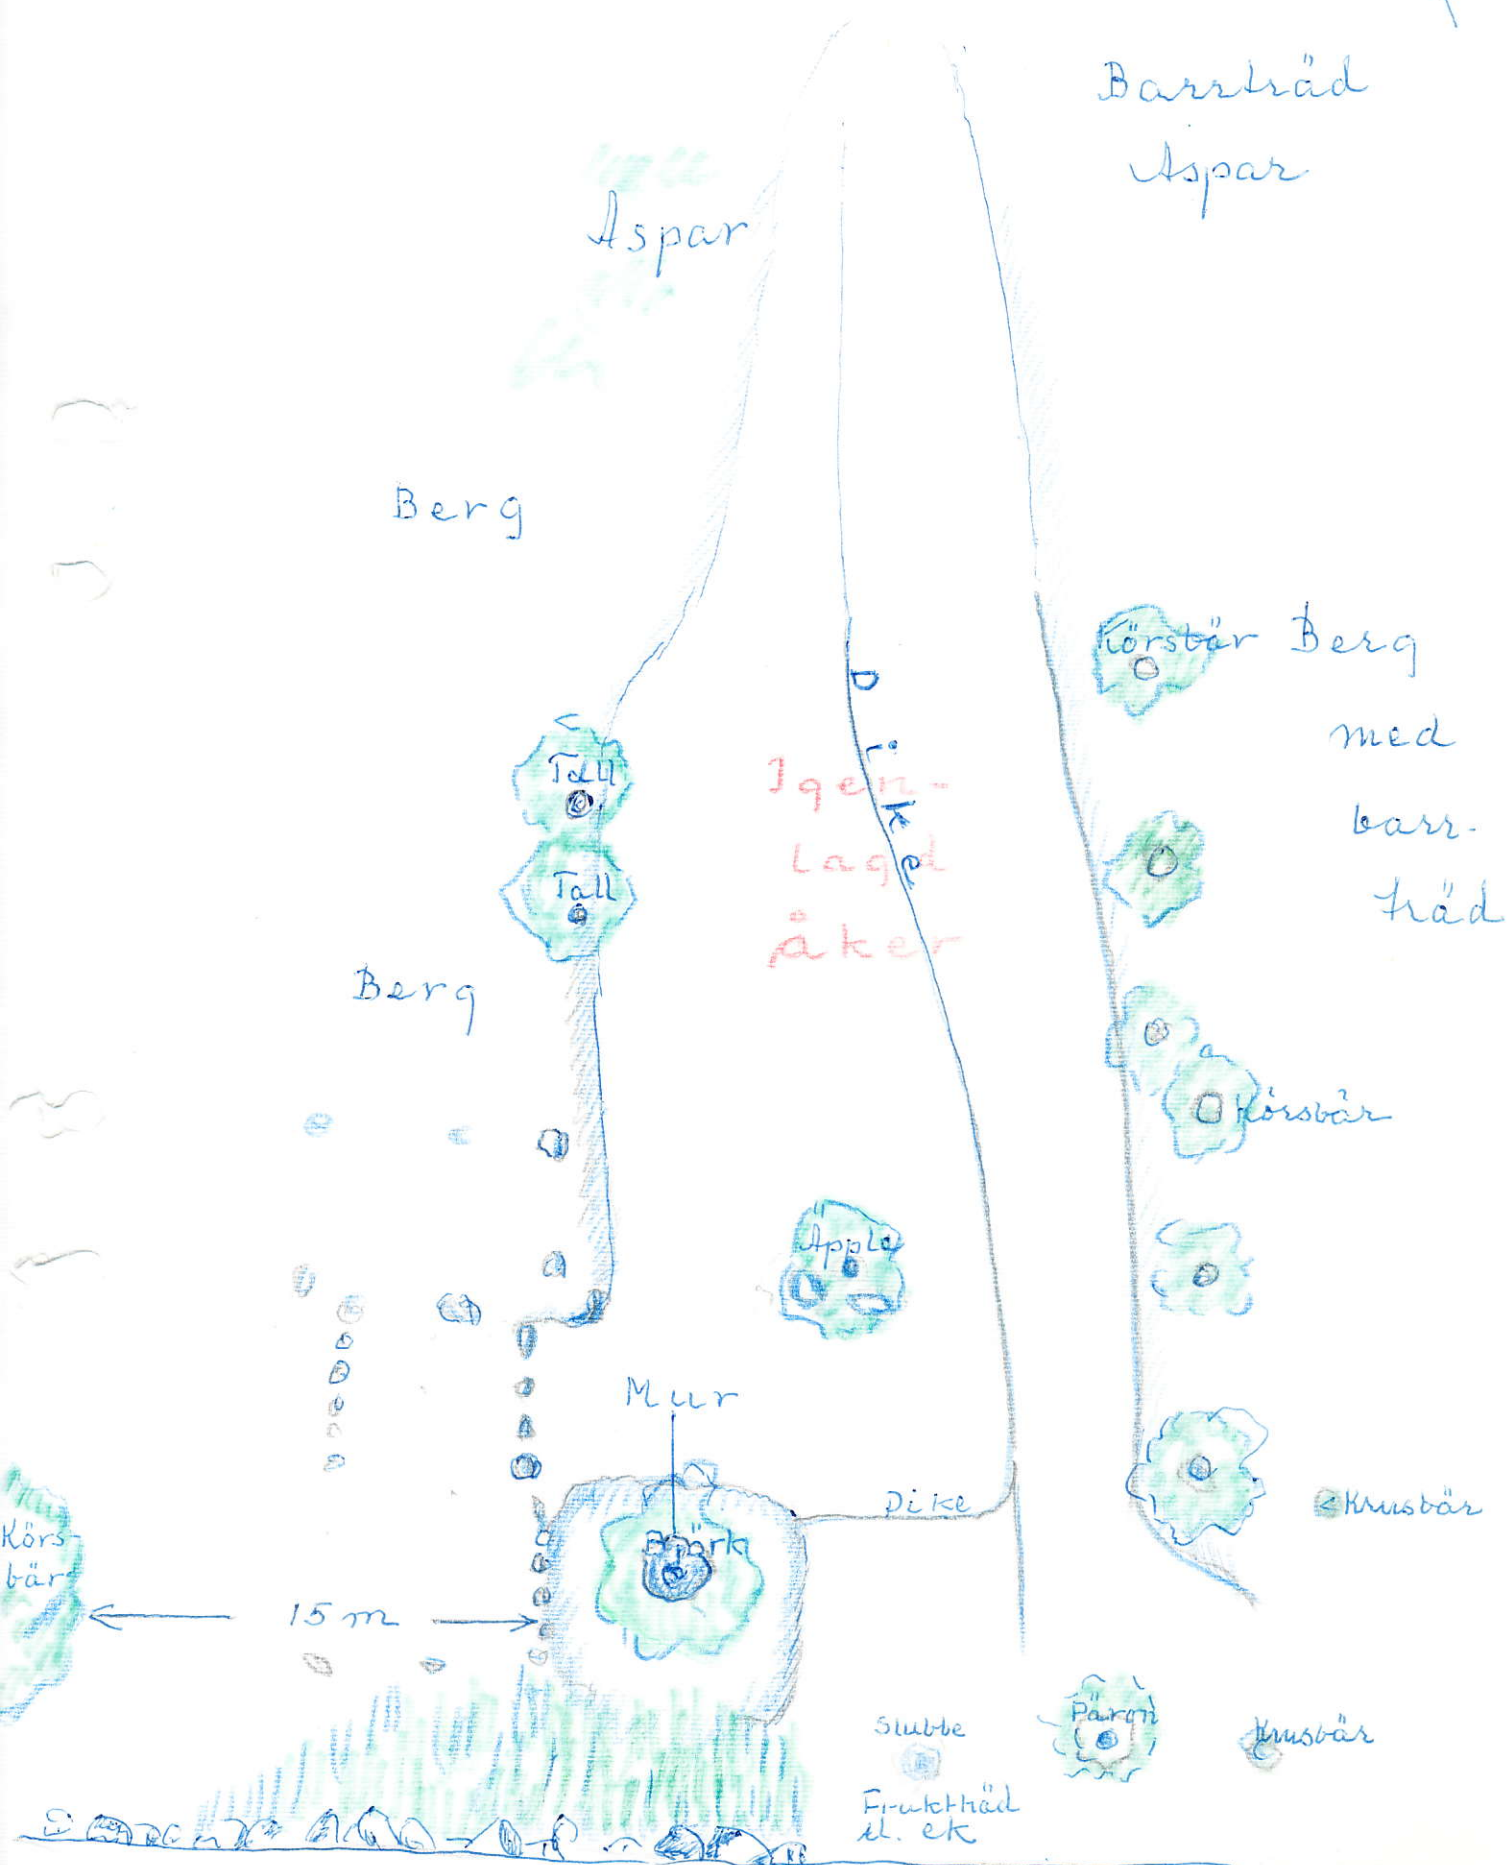 Barrträd
Aspar
Aspar
Berg
Körsbär
Berg
med
barr-
träd
Dike
Tall
Igen-
lagd
åker
Tall
Berg
Körsbär
Äpple
Mur
Dike
Krusbär
Björk
Körs-
bär
15 m
Päron
Stubbe
Krusbär
Fruktträd
el. ek